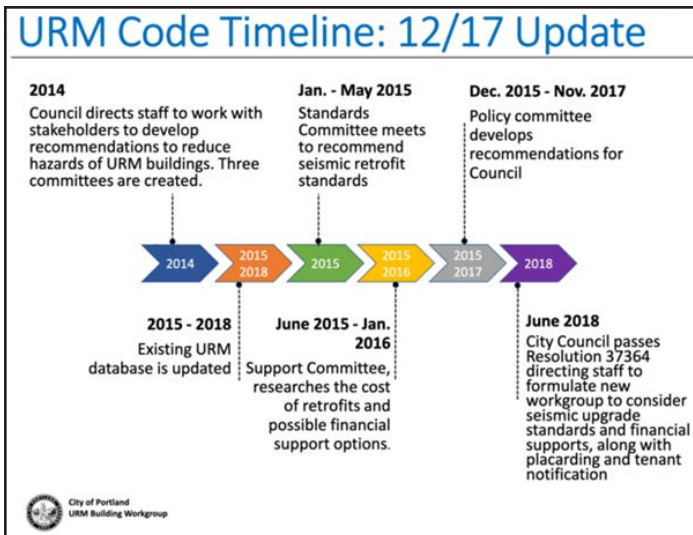 URM Code Timeline: 12/17 Update
2014
Council directs staff to work with
stakeholders to develop
recommendations to reduce
hazards of URM buildings. Three
committees are created.
Jan. - May 2015
Standards
Committee meets
to recommend
seismic retrofit
standards
Dec. 2015 - Nov. 2017
Policy committee
develops
recommendations for
Council
2014
2015
2018
2015
2015
2016
2015
2017
2018
2015 - 2018
Existing URM
database is updated
June 2015 - Jan.
2016
Support Committee,
researches the cost
of retrofits and
possible financial
support options.
June 2018
City Council passes
Resolution 37364
directing staff to
formulate new
workgroup to consider
seismic upgrade
standards and financial
supports, along with
placarding and tenant
notification
City of Portland
URM Building Workgroup